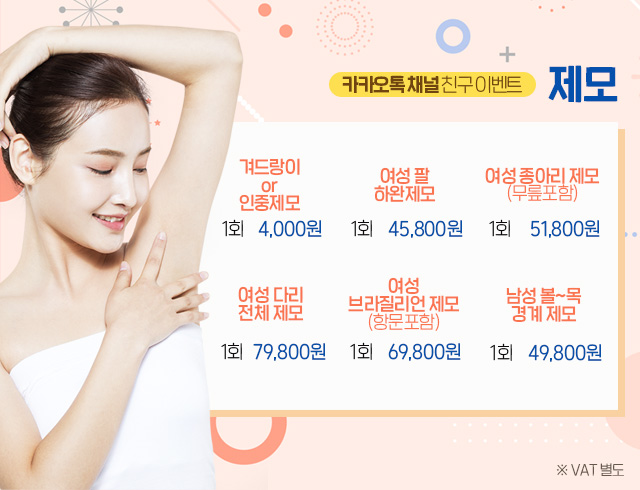 카카오톡 채널 친구 이벤트 제모
겨드랑이
or
인중제모
1회 4,000원
여성 팔
하완제모
1회 45,800원
여성 종아리 제모
(무릎포함)
1회 51,800원
여성 다리
전체 제모
1회 79,800원
여성
브라질리언 제모
(항문포함)
1회 69,800원
남성 볼~목
경계 제모
1회 49,800원
※ VAT 별도